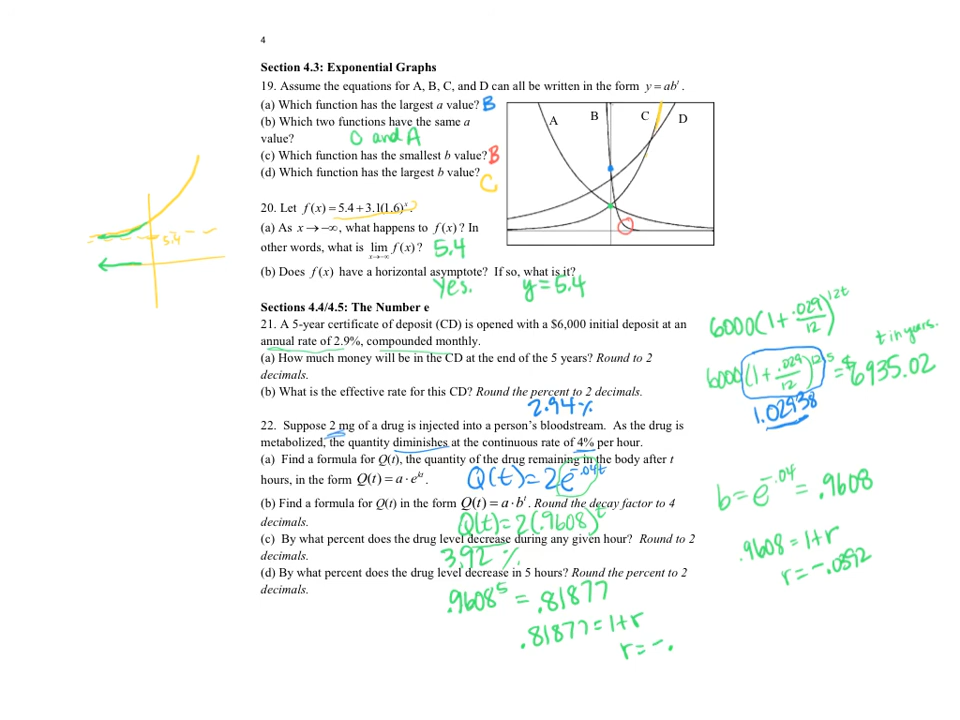 4
Section 4.3: Exponential Graphs
19. Assume the equations for A, B, C, and D can all be written in the form y = ab^t.
(a) Which function has the largest a value? B
(b) Which two functions have the same a
value? D and A
(c) Which function has the smallest b value? B
(d) Which function has the largest b value? C
A
B
C
D
5.4
20. Let f(x) = 5.4 + 3.1(1.6)^x.
(a) As x → −∞, what happens to f(x)? In
other words, what is lim x→−∞ f(x)? 5.4
(b) Does f(x) have a horizontal asymptote? If so, what is it?
Yes. y = 5.4
Sections 4.4/4.5: The Number e
21. A 5-year certificate of deposit (CD) is opened with a $6,000 initial deposit at an
annual rate of 2.9%, compounded monthly.
(a) How much money will be in the CD at the end of the 5 years? Round to 2
decimals.
(b) What is the effective rate for this CD? Round the percent to 2 decimals.
2.94%
6000(1 + .029/12)^12t
t in years.
6000(1 + .029/12)^12·5 = $6935.02
1.02938
22. Suppose 2 mg of a drug is injected into a person's bloodstream. As the drug is
metabolized, the quantity diminishes at the continuous rate of 4% per hour.
(a) Find a formula for Q(t), the quantity of the drug remaining in the body after t
hours, in the form Q(t) = a · e^kt. Q(t) = 2e^-.04t
(b) Find a formula for Q(t) in the form Q(t) = a · b^t. Round the decay factor to 4
decimals. Q(t) = 2(.9608)^t
(c) By what percent does the drug level decrease during any given hour? Round to 2
decimals. 3.92 %
(d) By what percent does the drug level decrease in 5 hours? Round the percent to 2
decimals.
.9608^5 = .81877
.81877 = 1+r
r = -.
b = e^-.04 = .9608
.9608 = 1+r
r = -.0392